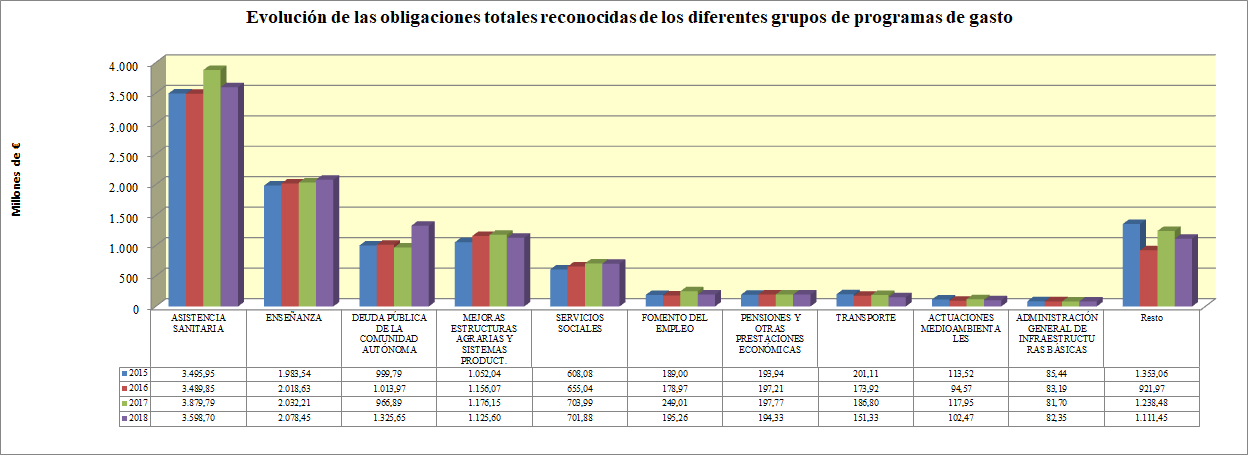 Evolución de las obligaciones totales reconocidas de los diferentes grupos de programas de gasto
Millones de €
4.000
3.500
3.000
2.500
2.000
1.500
1.000
500
0
ASISTENCIA SANITARIA
ENSEÑANZA
DEUDA PÚBLICA DE LA COMUNIDAD AUTÓNOMA
MEJORAS ESTRUCTURAS AGRARIAS Y SISTEMAS PRODUCT.
SERVICIOS SOCIALES
FOMENTO DEL EMPLEO
PENSIONES Y OTRAS PRESTACIONES ECONÓMICAS
TRANSPORTE
ACTUACIONES MEDIOAMBIENTALES
ADMINISTRACIÓN GENERAL DE INFRAESTRUCTURAS BÁSICAS
Resto
2015 3.495,95 1.983,54 999,79 1.052,04 608,08 189,00 193,94 201,11 113,52 85,44 1.353,06
2016 3.489,85 2.018,63 1.013,97 1.156,07 655,04 178,97 197,21 173,92 94,57 83,19 921,97
2017 3.879,79 2.032,21 966,89 1.176,15 703,99 249,01 197,77 186,80 117,95 81,70 1.238,48
2018 3.598,70 2.078,45 1.325,65 1.125,60 701,88 195,26 194,33 151,33 102,47 82,35 1.111,45